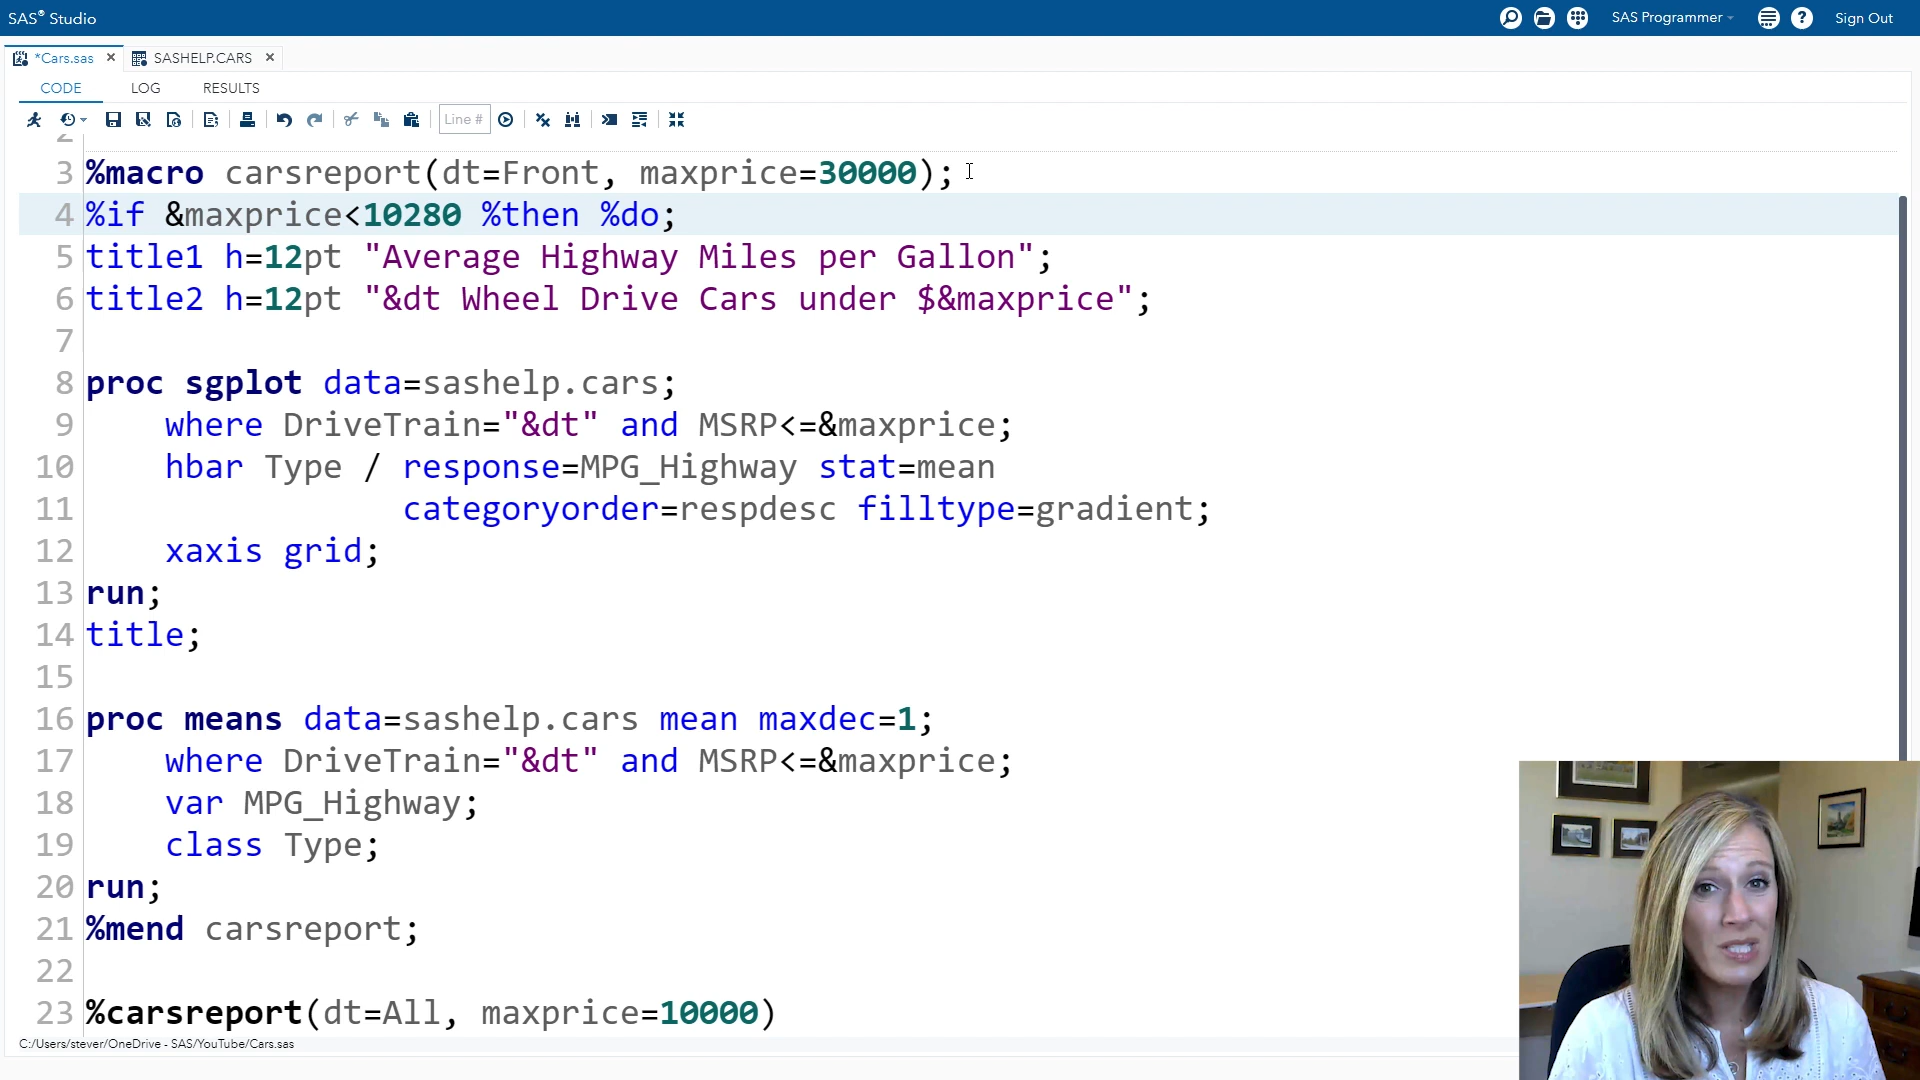 SAS® Studio
SAS Programmer
Sign Out
*Cars.sas
SASHELP.CARS
CODE
LOG
RESULTS
Line #
2
3 %macro carsreport(dt=Front, maxprice=30000);
4 %if &maxprice<10280 %then %do;
5 title1 h=12pt "Average Highway Miles per Gallon";
6 title2 h=12pt "&dt Wheel Drive Cars under $&maxprice";
7
8 proc sgplot data=sashelp.cars;
9 where DriveTrain="&dt" and MSRP<=&maxprice;
10 hbar Type / response=MPG_Highway stat=mean
11 categoryorder=respdesc filltype=gradient;
12 xaxis grid;
13 run;
14 title;
15
16 proc means data=sashelp.cars mean maxdec=1;
17 where DriveTrain="&dt" and MSRP<=&maxprice;
18 var MPG_Highway;
19 class Type;
20 run;
21 %mend carsreport;
22
23 %carsreport(dt=All, maxprice=10000)
C:/Users/stever/OneDrive - SAS/YouTube/Cars.sas